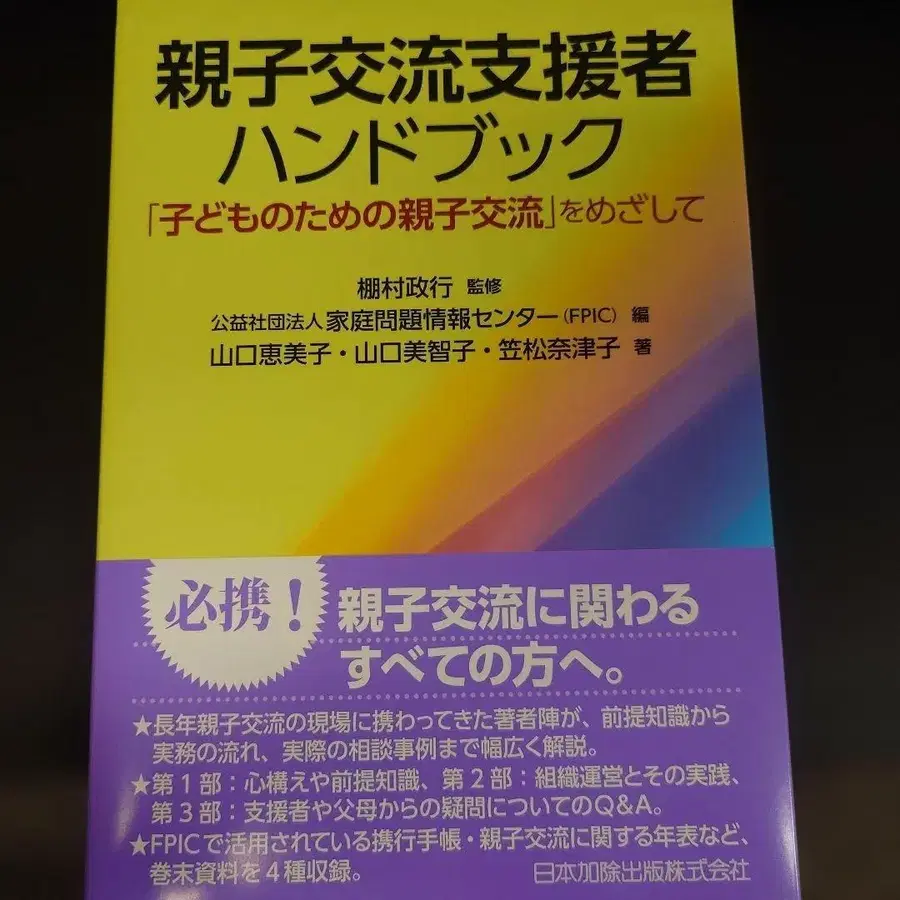 親子交流支援者
ハンドブック
「子どものための親子交流」をめざして
棚村政行 監修
公益社団法人 家庭問題情報センター(FPIC) 編
山口恵美子・山口美智子・笠松奈津子 著
必携!
親子交流に関わる
すべての方へ。
★長年親子交流の現場に携わってきた著者陣が、前提知識から
実務の流れ、実際の相談事例まで幅広く解説。
★第1部:心構えや前提知識、第2部:組織運営とその実践、
第3部:支援者や父母からの疑問についてのQ&A。
★FPICで活用されている携行手帳・親子交流に関する年表など、
巻末資料を4種収録。
日本加除出版株式会社